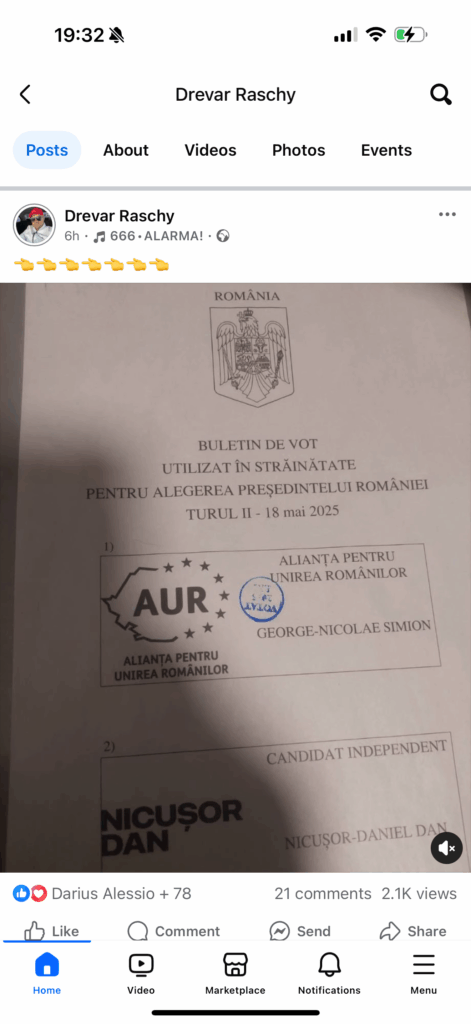 19:32
Drevar Raschy
Posts
About
Videos
Photos
Events
Drevar Raschy
6h · 666 • ALARMA! ·
ROMÂNIA
BULETIN DE VOT
UTILIZAT ÎN STRĂINĂTATE
PENTRU ALEGEREA PREȘEDINTELUI ROMÂNIEI
TURUL II - 18 mai 2025
1)
ALIANȚA PENTRU
UNIREA ROMÂNILOR
AUR
VOTAT
GEORGE-NICOLAE SIMION
ALIANȚA PENTRU
UNIREA ROMÂNILOR
2)
CANDIDAT INDEPENDENT
NICUȘOR
DAN
NICUȘOR-DANIEL DAN
Darius Alessio + 78
21 comments 2.1K views
Like
Comment
Send
Share
Home
Video
Marketplace
Notifications
Menu